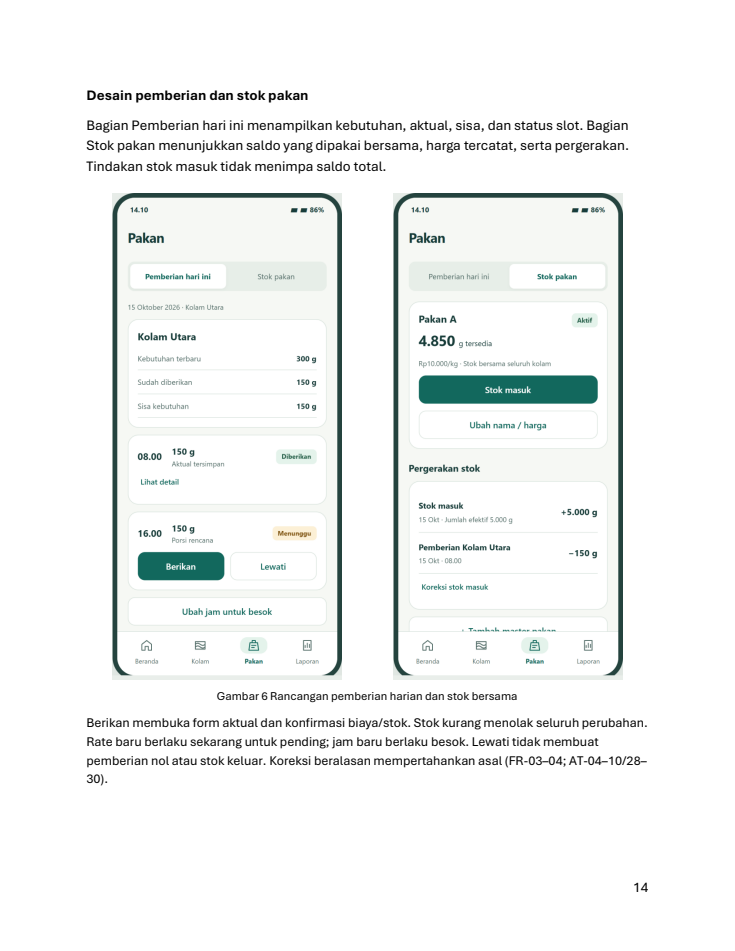 Desain pemberian dan stok pakan
Bagian Pemberian hari ini menampilkan kebutuhan, aktual, sisa, dan status slot. Bagian
Stok pakan menunjukkan saldo yang dipakai bersama, harga tercatat, serta pergerakan.
Tindakan stok masuk tidak menimpa saldo total.
14.10
86%
Pakan
Pemberian hari ini
Stok pakan
15 Oktober 2026 · Kolam Utara
Kolam Utara
Kebutuhan terbaru 300 g
Sudah diberikan 150 g
Sisa kebutuhan 150 g
08.00
150 g
Aktual tersimpan
Diberikan
Lihat detail
16.00
150 g
Porsi rencana
Menunggu
Berikan
Lewati
Ubah jam untuk besok
Beranda
Kolam
Pakan
Laporan
14.10
86%
Pakan
Pemberian hari ini
Stok pakan
Pakan A
Aktif
4.850 g tersedia
Rp10.000/kg · Stok bersama seluruh kolam
Stok masuk
Ubah nama / harga
Pergerakan stok
Stok masuk
15 Okt · Jumlah efektif 5.000 g
+5.000 g
Pemberian Kolam Utara
15 Okt · 08.00
−150 g
Koreksi stok masuk
+ Tambah master pakan
Beranda
Kolam
Pakan
Laporan
Gambar 6 Rancangan pemberian harian dan stok bersama
Berikan membuka form aktual dan konfirmasi biaya/stok. Stok kurang menolak seluruh perubahan.
Rate baru berlaku sekarang untuk pending; jam baru berlaku besok. Lewati tidak membuat
pemberian nol atau stok keluar. Koreksi beralasan mempertahankan asal (FR-03–04; AT-04–10/28–
30).
14